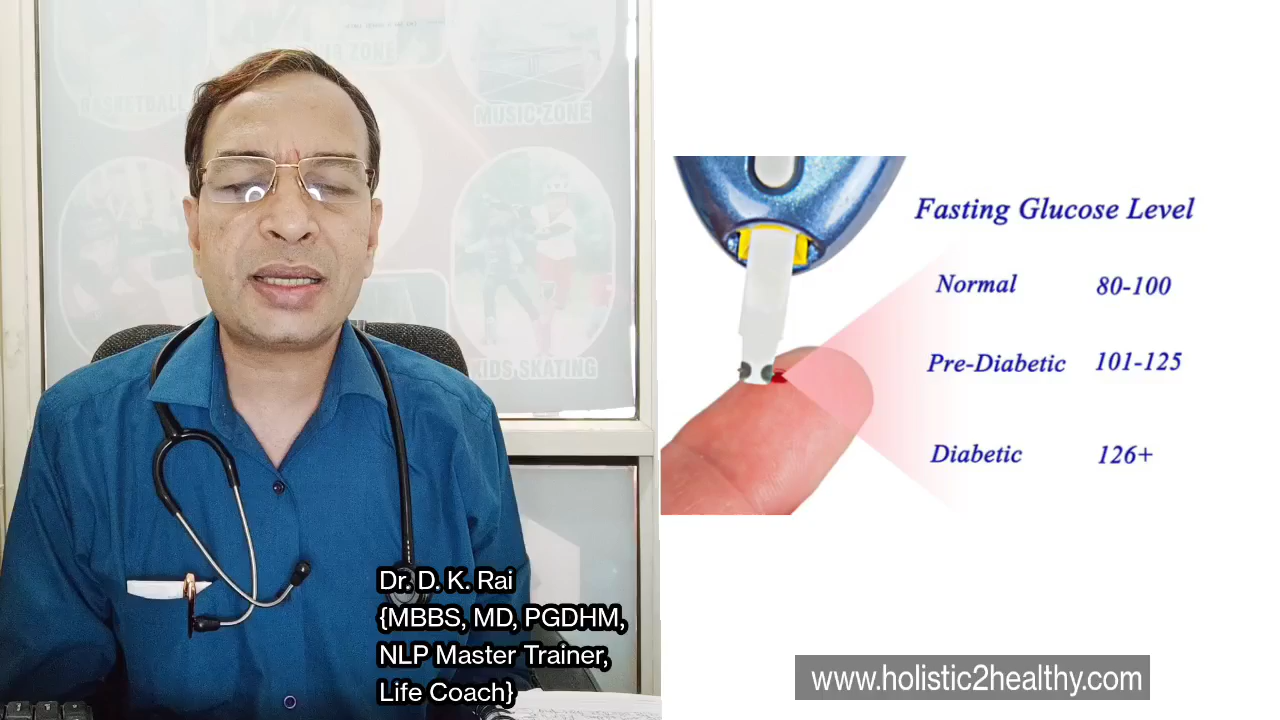 BASKETBALL
MUSIC ZONE
KIDS SKATING
Dr. D. K. Rai
{MBBS, MD, PGDHM,
NLP Master Trainer,
Life Coach}
Fasting Glucose Level
Normal 80-100
Pre-Diabetic 101-125
Diabetic 126+
www.holistic2healthy.com